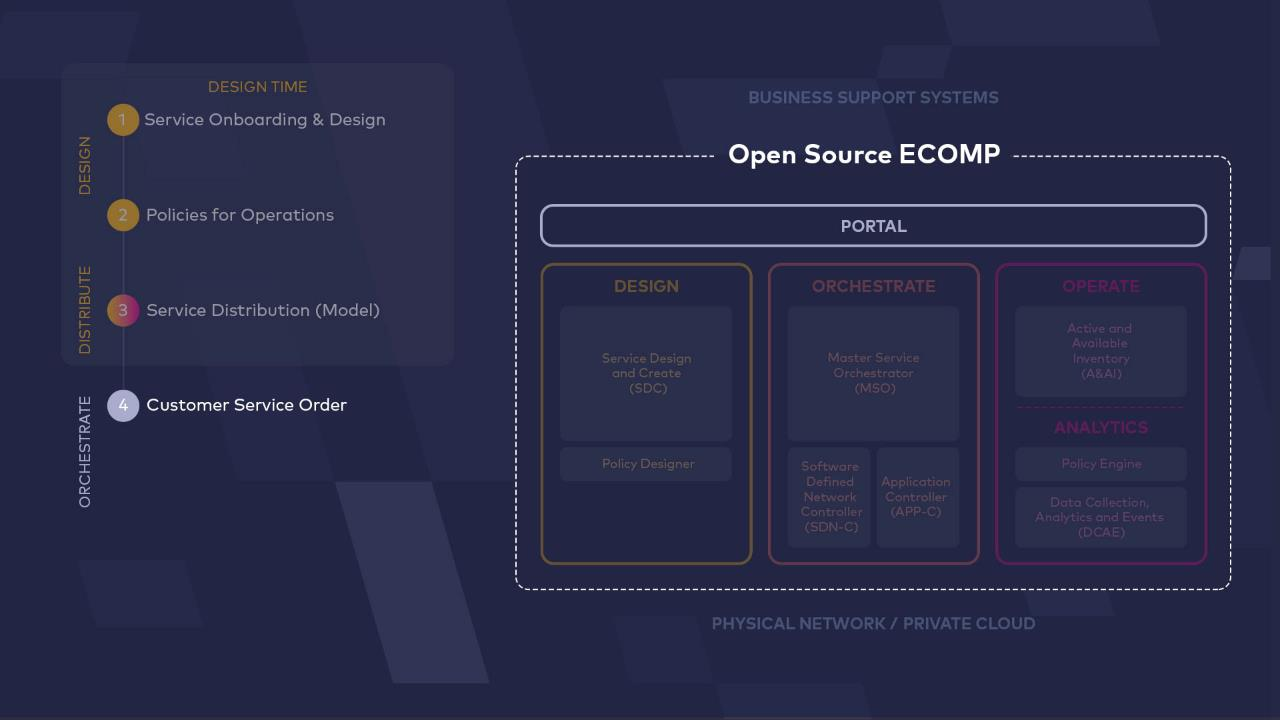 DESIGN TIME
DESIGN
1
Service Onboarding & Design
2
Policies for Operations
DISTRIBUTE
3
Service Distribution (Model)
ORCHESTRATE
4
Customer Service Order
BUSINESS SUPPORT SYSTEMS
Open Source ECOMP
PORTAL
DESIGN
Service Design
and Create
(SDC)
Policy Designer
ORCHESTRATE
Master Service
Orchestrator
(MSO)
Software
Defined
Network
Controller
(SDN-C)
Application
Controller
(APP-C)
OPERATE
Active and
Available
Inventory
(A&AI)
ANALYTICS
Policy Engine
Data Collection,
Analytics and Events
(DCAE)
PHYSICAL NETWORK / PRIVATE CLOUD